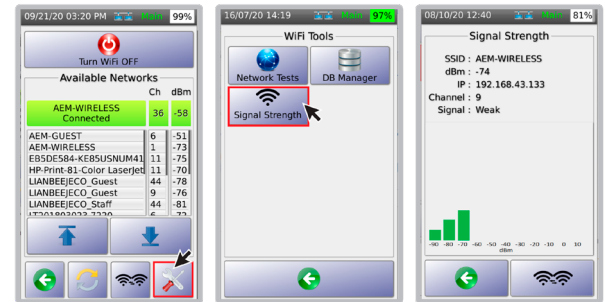 09/21/20 03:20 PM Main 99%
Turn WiFi OFF
Available Networks
Ch dBm
AEM-WIRELESS
Connected
36 -58
AEM-GUEST 6 -51
AEM-WIRELESS 1 -73
EB5DE584-KE85USNUM41 11 -75
HP-Print-81-Color LaserJet 11 -70
LIANBEEJECO_Guest 44 -78
LIANBEEJECO_Guest 9 -76
LIANBEEJECO_Staff 44 -81
16/07/20 14:19 Main 97%
WiFi Tools
Network Tests DB Manager
Signal Strength
08/10/20 12:40 Main 81%
Signal Strength
SSID : AEM-WIRELESS
dBm : -74
IP : 192.168.43.133
Channel : 9
Signal : Weak
-90 -80 -70 -60 -50 -40 -30 -20 -10 0 10
dBm